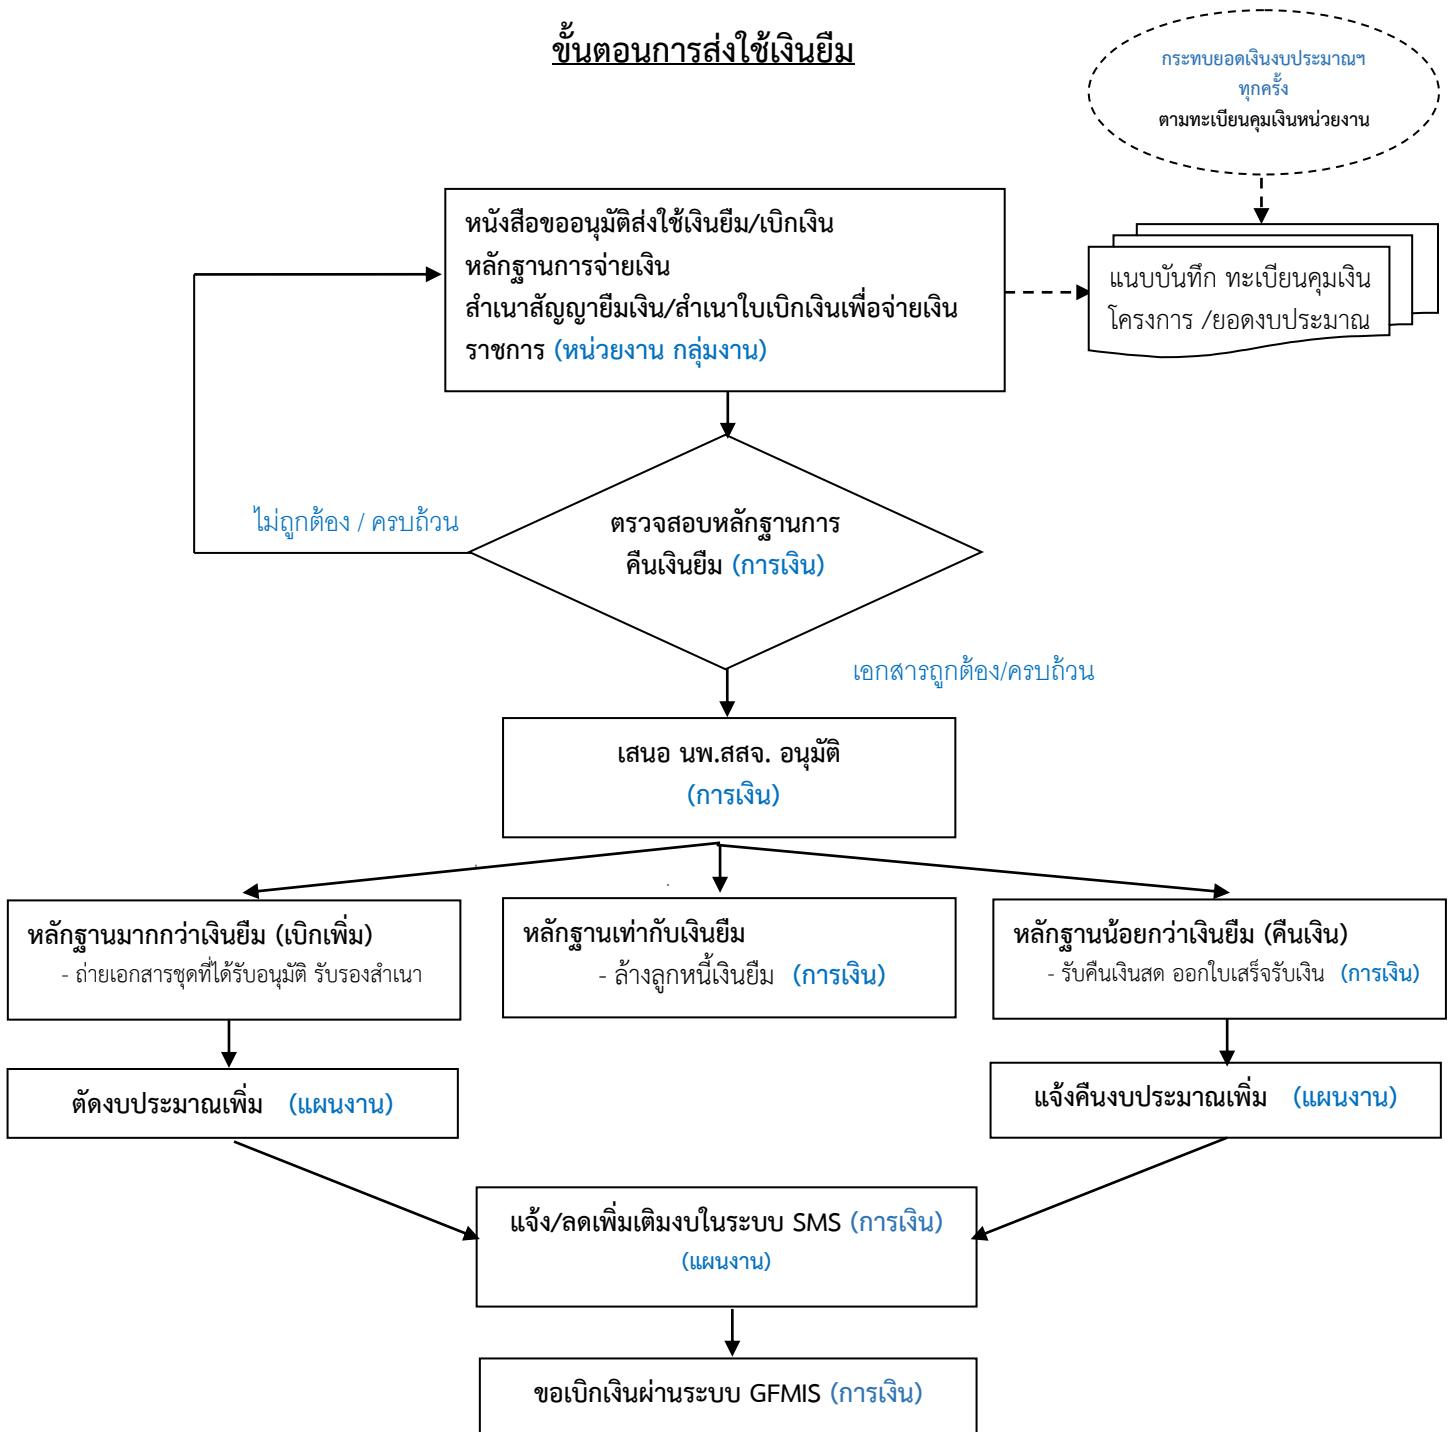 ขั้นตอนการส่งใช้เงินยืม
กระทบยอดเงินงบประมาณฯ
ทุกครั้ง
ตามทะเบียนคุมเงินหน่วยงาน
หนังสือขออนุมัติส่งใช้เงินยืม/เบิกเงิน
หลักฐานการจ่ายเงิน
สำเนาสัญญายืมเงิน/สำเนาใบเบิกเงินเพื่อจ่ายเงิน
ราชการ (หน่วยงาน กลุ่มงาน)
แนบบันทึก ทะเบียนคุมเงิน
โครงการ /ยอดงบประมาณ
ไม่ถูกต้อง / ครบถ้วน
ตรวจสอบหลักฐานการ
คืนเงินยืม (การเงิน)
เอกสารถูกต้อง/ครบถ้วน
เสนอ นพ.สสจ. อนุมัติ
(การเงิน)
หลักฐานมากกว่าเงินยืม (เบิกเพิ่ม)
- ถ่ายเอกสารชุดที่ได้รับอนุมัติ รับรองสำเนา
หลักฐานเท่ากับเงินยืม
- ล้างลูกหนี้เงินยืม (การเงิน)
หลักฐานน้อยกว่าเงินยืม (คืนเงิน)
- รับคืนเงินสด ออกใบเสร็จรับเงิน (การเงิน)
ตัดงบประมาณเพิ่ม (แผนงาน)
แจ้งคืนงบประมาณเพิ่ม (แผนงาน)
แจ้ง/ลดเพิ่มเติมงบในระบบ SMS (การเงิน)
(แผนงาน)
ขอเบิกเงินผ่านระบบ GFMIS (การเงิน)